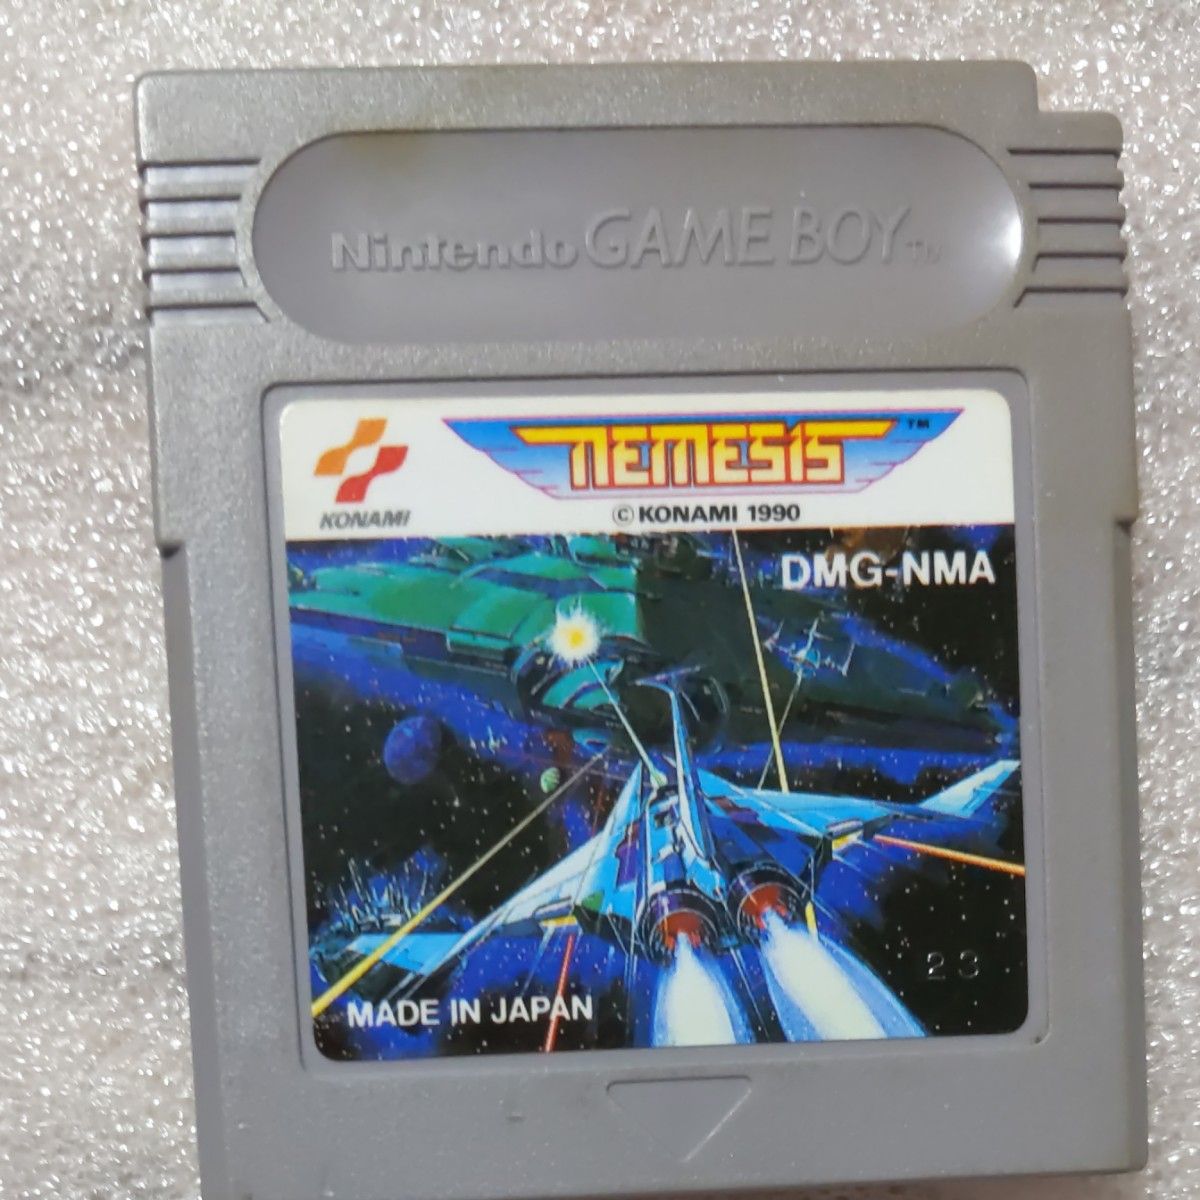 Nintendo GAME BOY TM
NEMESIS TM
KONAMI
© KONAMI 1990
DMG-NMA
23
MADE IN JAPAN